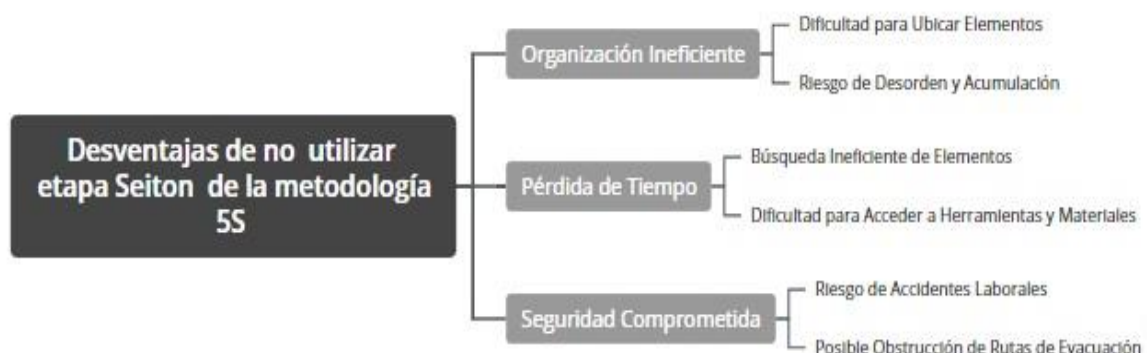 Desventajas de no utilizar
etapa Seiton de la metodología
5S
Organización Ineficiente
Dificultad para Ubicar Elementos
Riesgo de Desorden y Acumulación
Pérdida de Tiempo
Búsqueda Ineficiente de Elementos
Dificultad para Acceder a Herramientas y Materiales
Seguridad Comprometida
Riesgo de Accidentes Laborales
Posible Obstrucción de Rutas de Evacuación